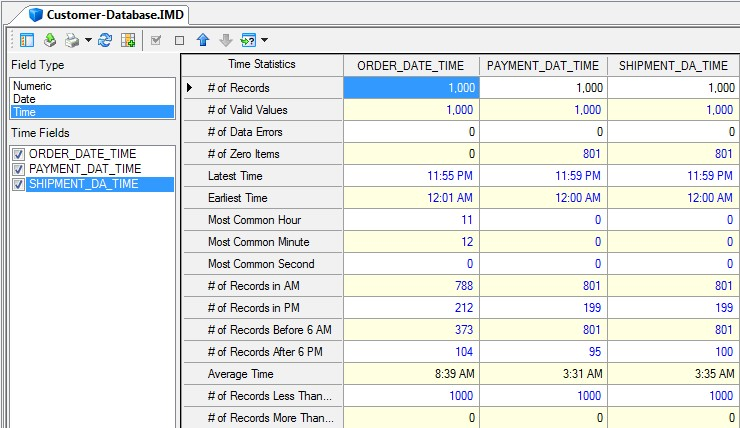 Customer-Database.IMD
Field Type
Numeric
Date
Time
Time Fields
ORDER_DATE_TIME
PAYMENT_DAT_TIME
SHIPMENT_DA_TIME
Time Statistics ORDER_DATE_TIME PAYMENT_DAT_TIME SHIPMENT_DA_TIME
# of Records 1,000 1,000 1,000
# of Valid Values 1,000 1,000 1,000
# of Data Errors 0 0 0
# of Zero Items 0 801 801
Latest Time 11:55 PM 11:59 PM 11:59 PM
Earliest Time 12:01 AM 12:00 AM 12:00 AM
Most Common Hour 11 0 0
Most Common Minute 12 0 0
Most Common Second 0 0 0
# of Records in AM 788 801 801
# of Records in PM 212 199 199
# of Records Before 6 AM 373 801 801
# of Records After 6 PM 104 95 100
Average Time 8:39 AM 3:31 AM 3:35 AM
# of Records Less Than... 1000 1000 1000
# of Records More Than... 0 0 0